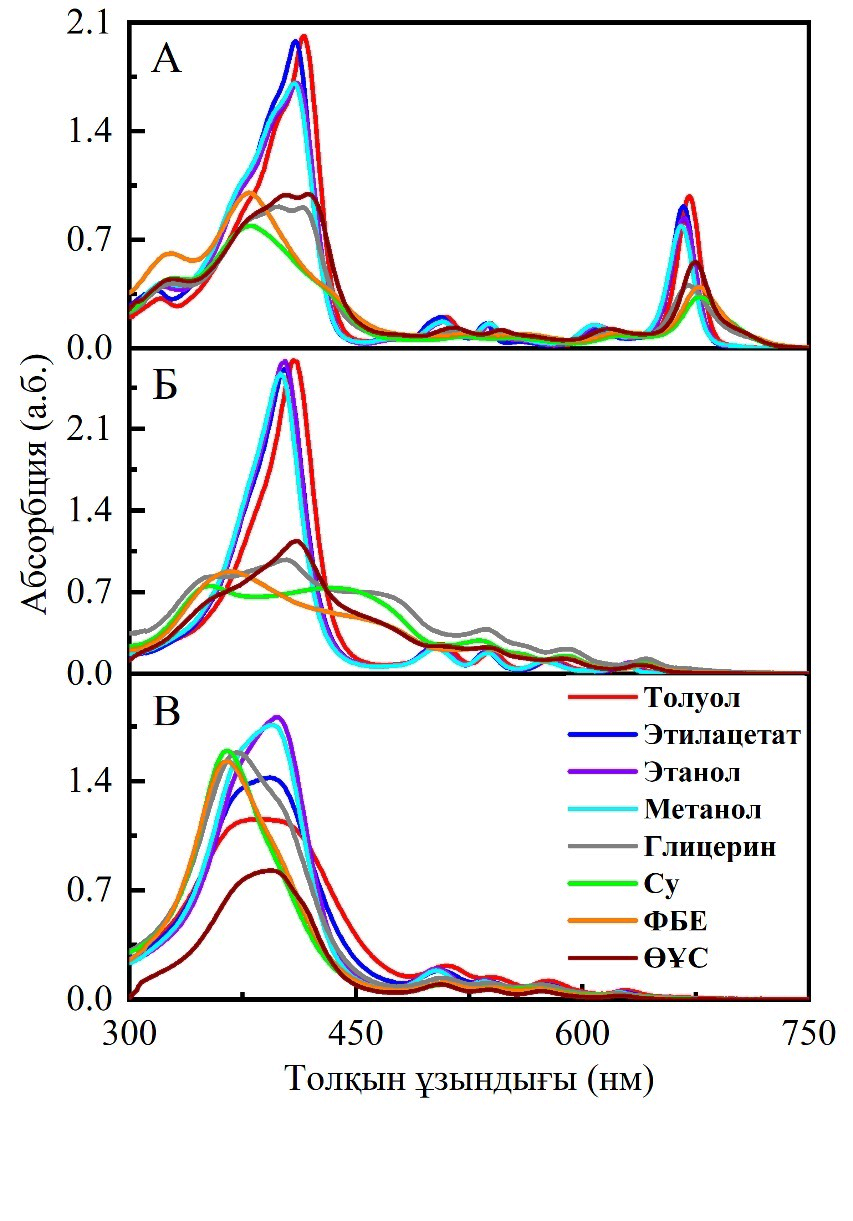 2.1
А
1.4
0.7
0.0
Б
2.1
1.4
0.7
0.0
В
Толуол
Этилацетат
1.4
Этанол
Метанол
Глицерин
0.7
Су
ФБЕ
ӨҰС
0.0
300 450 600 750
Абсорбция (а.б.)
Толқын ұзындығы (нм)